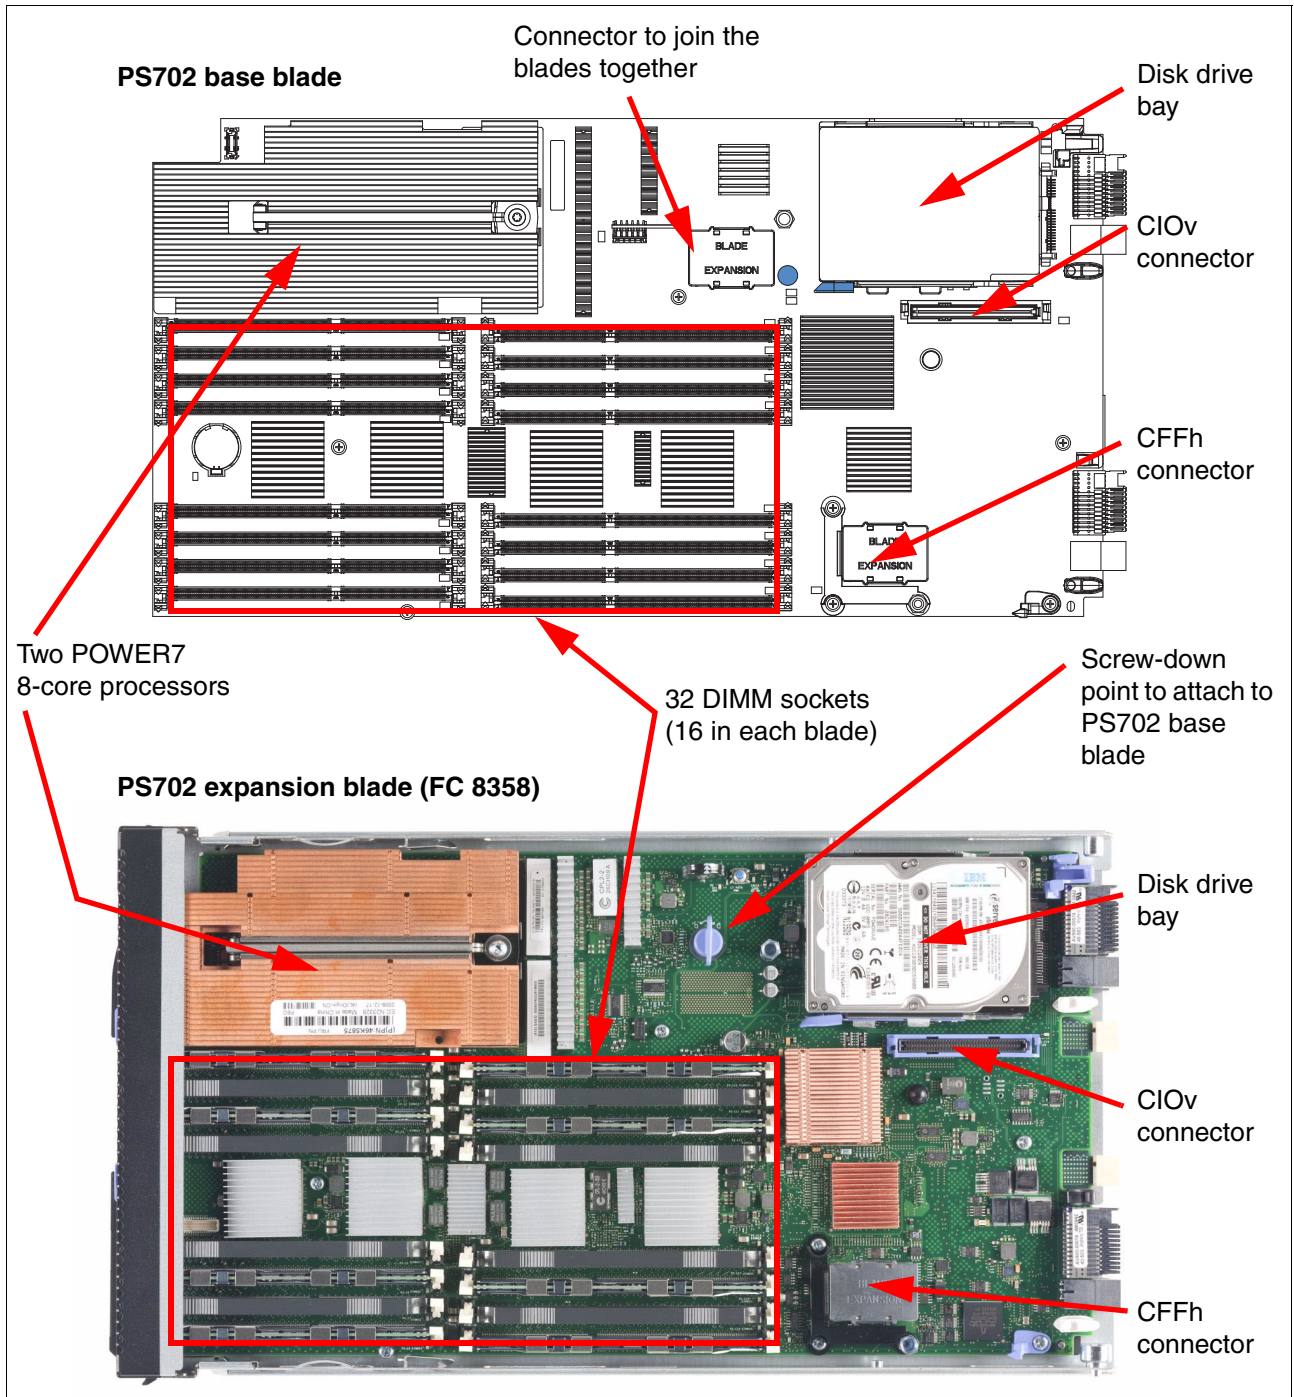 PS702 base blade
Connector to join the
blades together
Disk drive
bay
BLADE
EXPANSION
CIOv
connector
CFFh
connector
BLADE
EXPANSION
Two POWER7
8-core processors
32 DIMM sockets
(16 in each blade)
Screw-down
point to attach to
PS702 base
blade
PS702 expansion blade (FC 8358)
IBM
Disk drive
bay
CIOv
connector
CFFh
connector